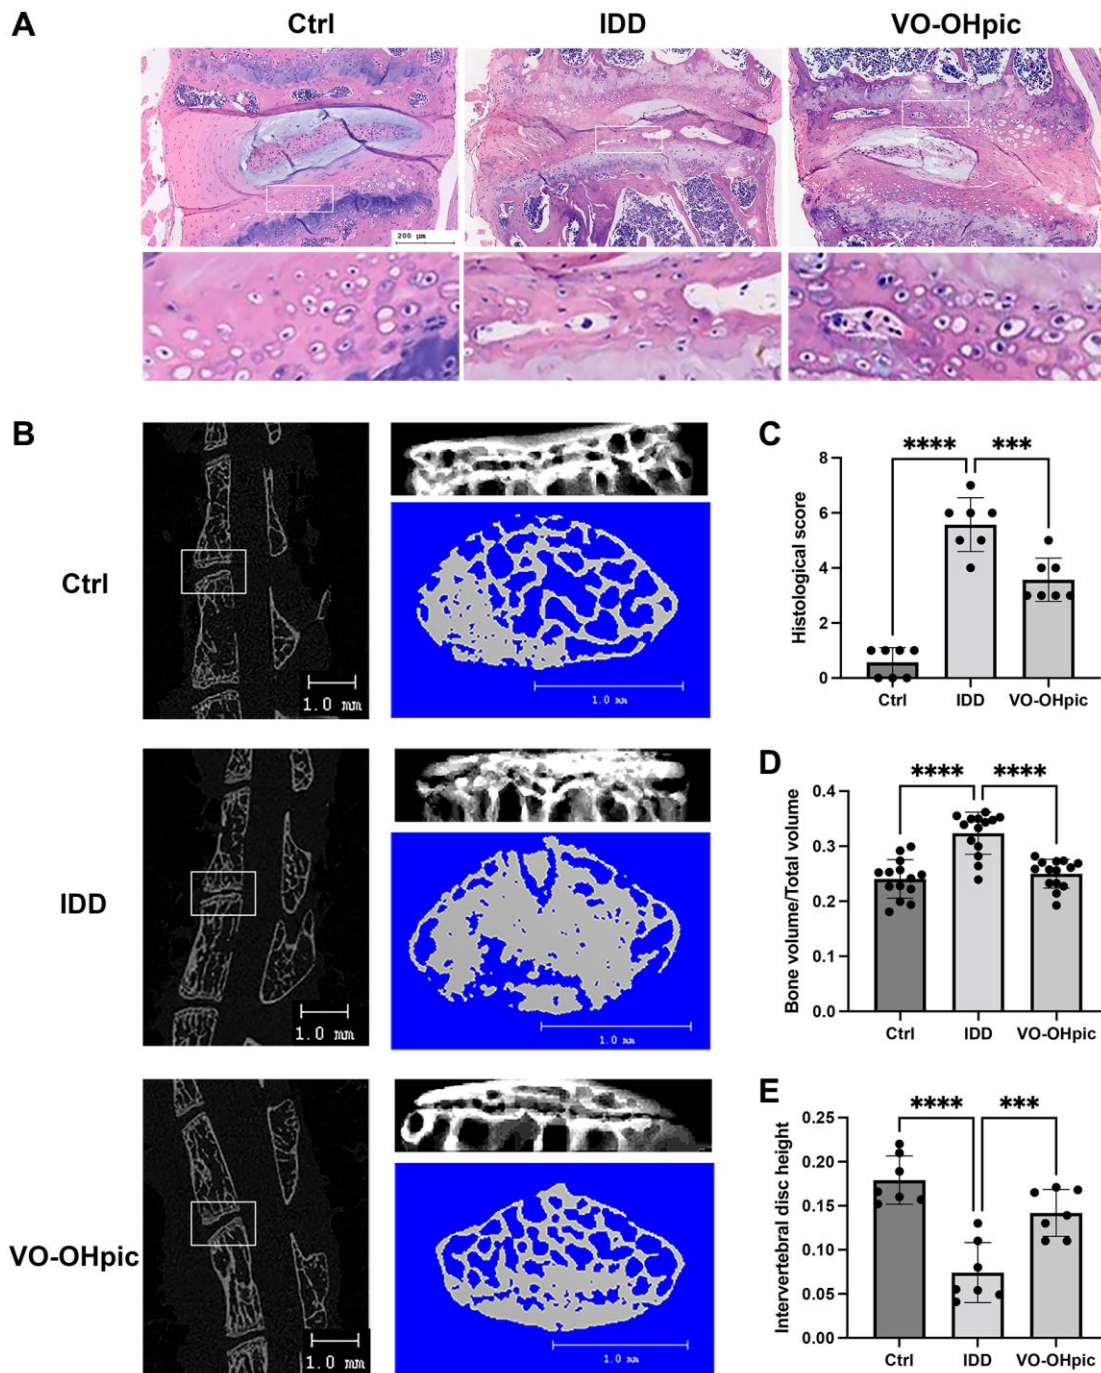 A
Ctrl
IDD
VO-OHpic
200 μm
B
Ctrl
1.0 mm
1.0 mm
IDD
1.0 mm
1.0 mm
VO-OHpic
1.0 mm
1.0 mm
C
****
***
8
6
4
2
0
Histological score
Ctrl
IDD
VO-OHpic
D
****
****
0.4
0.3
0.2
0.1
0.0
Bone volume/Total volume
Ctrl
IDD
VO-OHpic
E
****
***
0.25
0.20
0.15
0.10
0.05
0.00
Intervertebral disc height
Ctrl
IDD
VO-OHpic